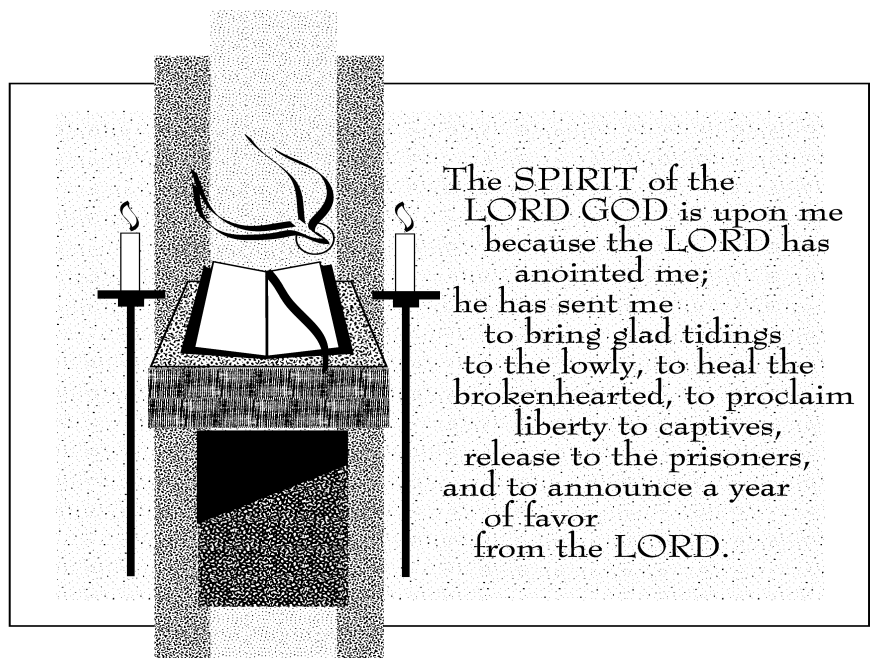 The SPIRIT of the
LORD GOD is upon me
because the LORD has
anointed me;
he has sent me
to bring glad tidings
to the lowly, to heal the
brokenhearted, to proclaim
liberty to captives,
release to the prisoners,
and to announce a year
of favor
from the LORD.